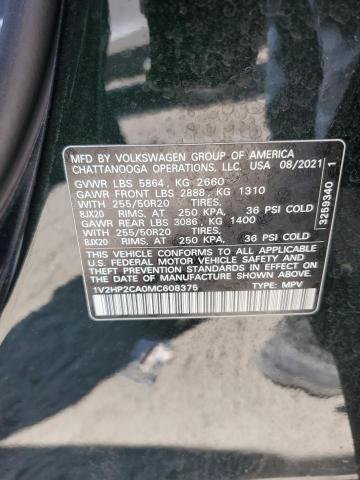 MFD BY VOLKSWAGEN GROUP OF AMERICA
CHATTANOOGA OPERATIONS, LLC. USA 08/2021
GVWR LBS 5864, KG 2660
GAWR FRONT LBS 2888, KG 1310
WITH 255/50R20 TIRES.
8JX20 RIMS. AT 250 KPA, 36 PSI COLD
GAWR REAR LBS 3086, KG 1400
WITH 255/50R20 TIRES.
8JX20 RIMS. AT 250 KPA, 36 PSI COLD
THIS VEHICLE CONFORMS TO ALL APPLICABLE
U.S. FEDERAL MOTOR VEHICLE SAFETY AND
THEFT PREVENTION STANDARDS IN EFFECT ON THE
DATE OF MANUFACTURE SHOWN ABOVE.
1V2HP2CA0MC608375 TYPE: MPV
3259340 1